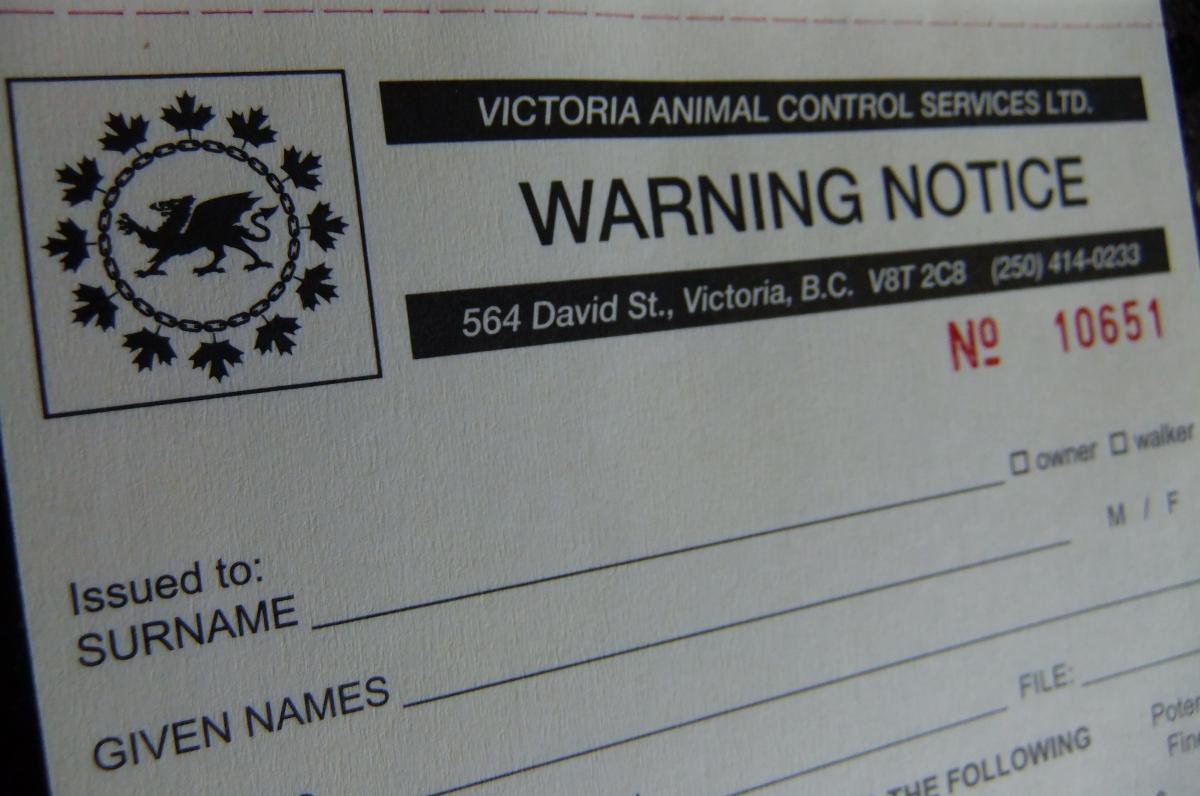 VICTORIA ANIMAL CONTROL SERVICES LTD.
WARNING NOTICE
564 David St., Victoria, B.C. V8T 2C8 (250) 414-0233
Nº 10651
Issued to:
SURNAME ☐ owner ☐ walker
GIVEN NAMES M / F
FILE:
THE FOLLOWING